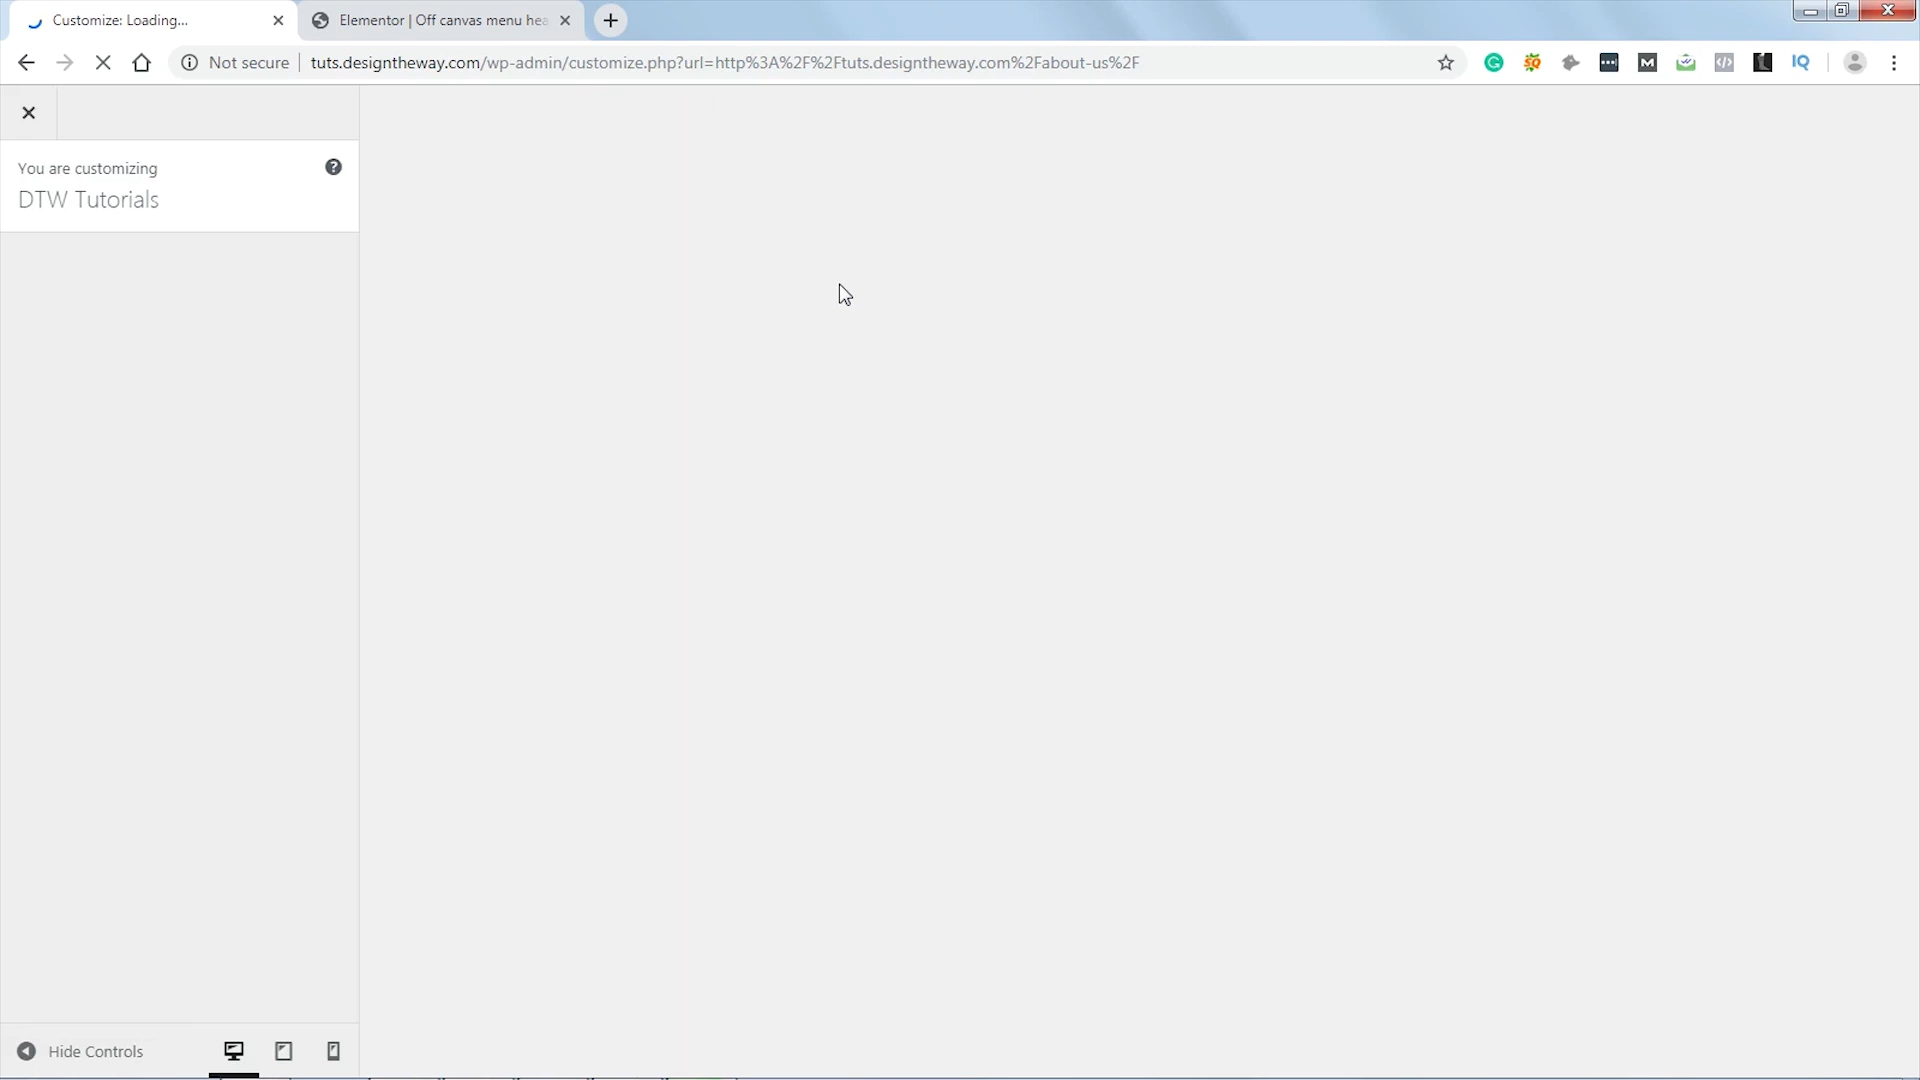 Customize: Loading...
Elementor | Off canvas menu hea
Not secure
tuts.designtheway.com/wp-admin/customize.php?url=http%3A%2F%2Ftuts.designtheway.com%2Fabout-us%2F
SQ
M
IQ
You are customizing
DTW Tutorials
Hide Controls